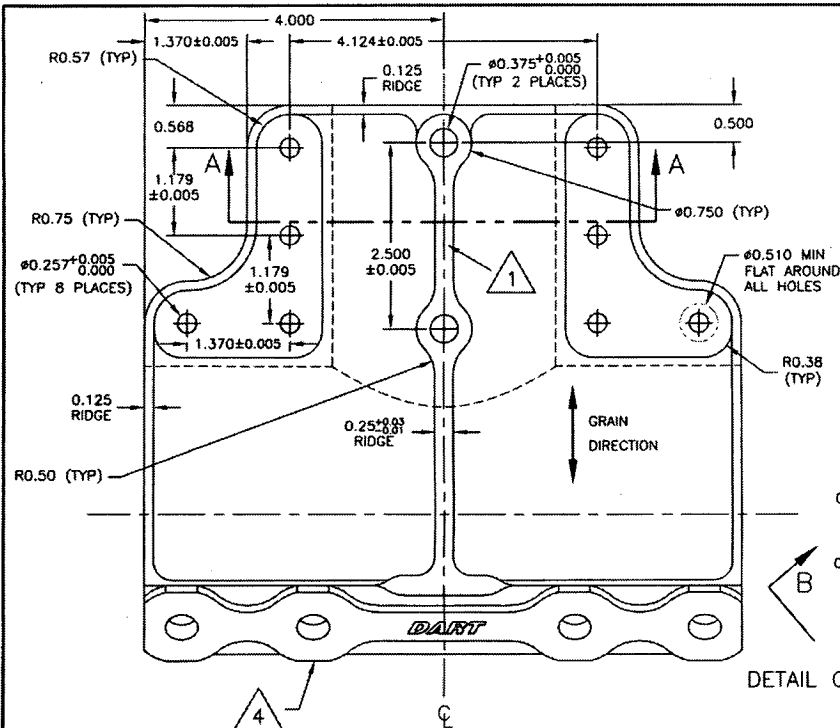 4.000
1.370±0.005
4.124±0.005
R0.57 (TYP)
0.125
RIDGE
ø0.375+0.005
0.000
(TYP 2 PLACES)
0.568
0.500
A
A
1.179
±0.005
ø0.750 (TYP)
R0.75 (TYP)
2.500
±0.005
1
ø0.257+0.005
0.000
(TYP 8 PLACES)
1.179
±0.005
ø0.510 MIN
FLAT AROUND
ALL HOLES
1.370±0.005
R0.38
(TYP)
0.125
RIDGE
0.25+0.03
-0.01
RIDGE
GRAIN
DIRECTION
R0.50 (TYP)
B
DART
DETAIL C
4
℄